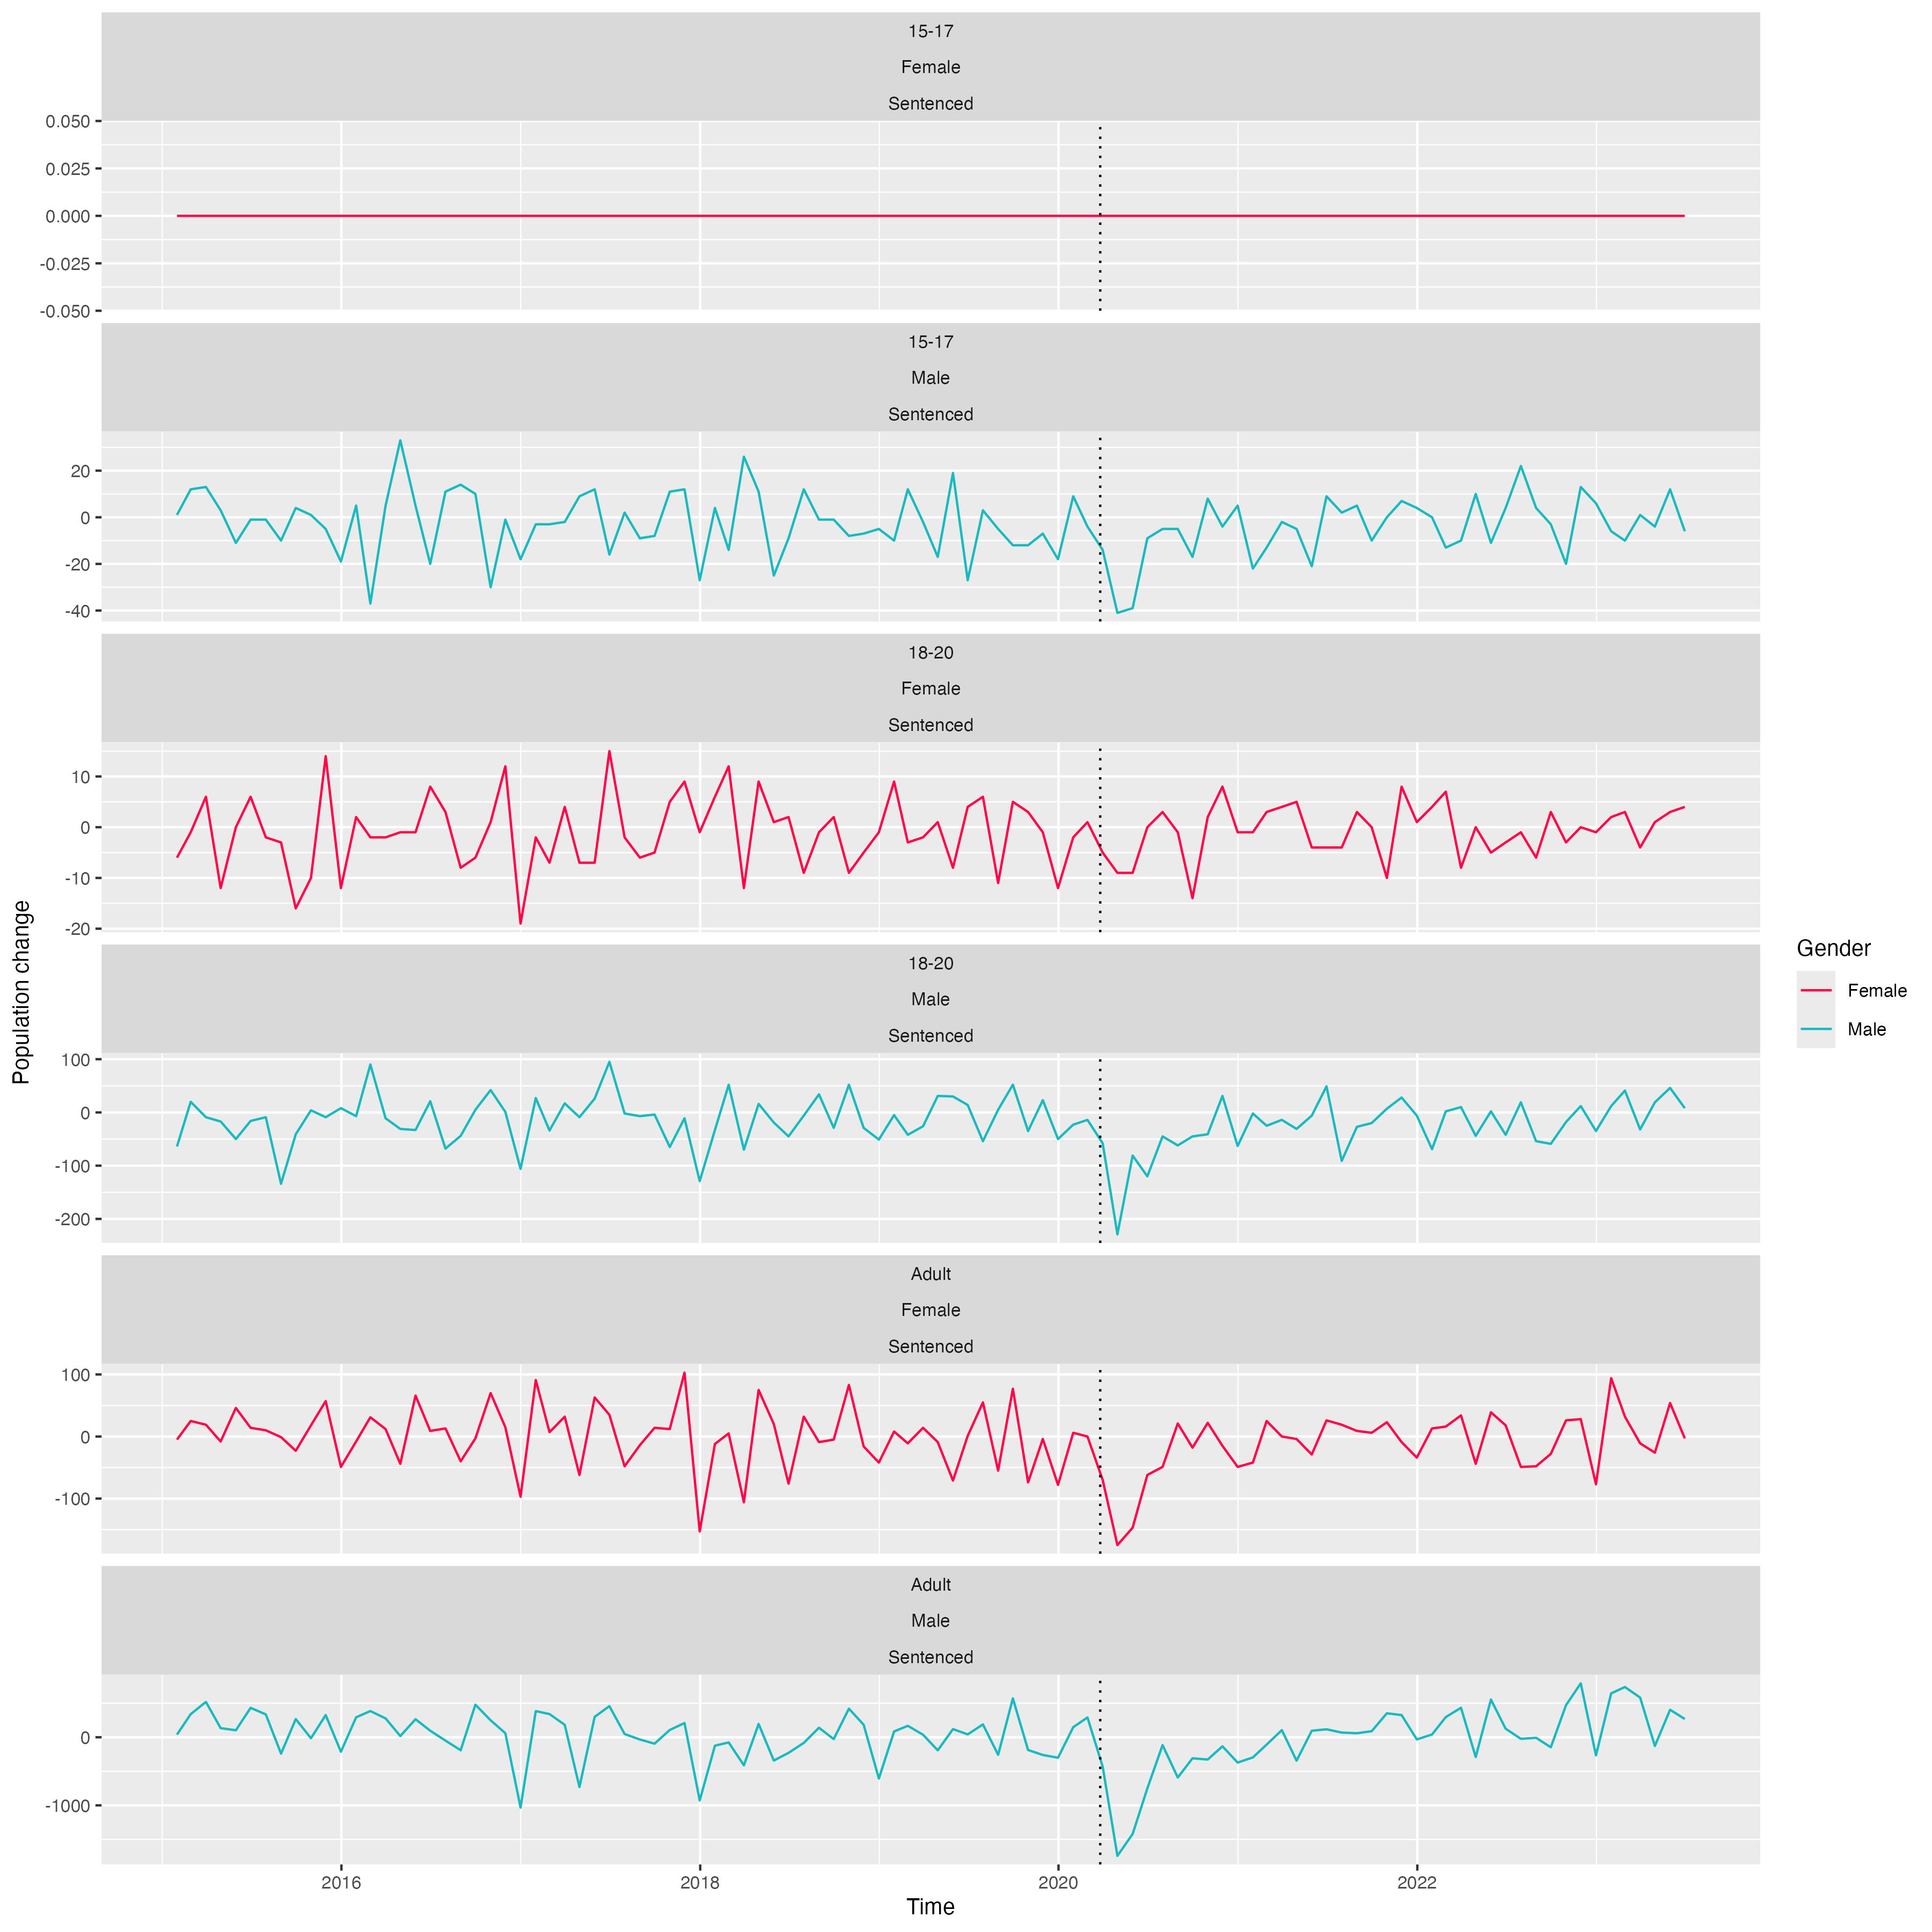 15-17
Female
Sentenced
0.050
0.025
0.000
-0.025
-0.050
15-17
Male
Sentenced
20
0
-20
-40
18-20
Female
Sentenced
10
0
-10
-20
18-20
Male
Sentenced
100
0
-100
-200
Adult
Female
Sentenced
100
0
-100
Adult
Male
Sentenced
0
-1000
2016 2018 2020 2022
Time
Population change
Gender
Female
Male